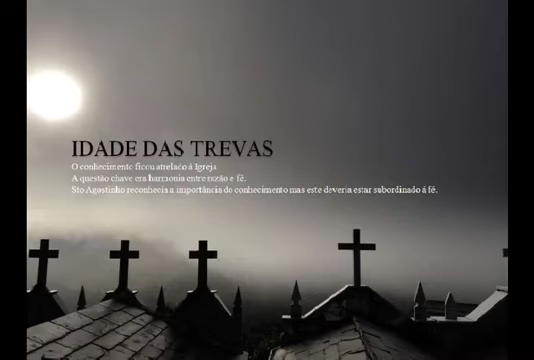 IDADE DAS TREVAS
O conhecimento ficou atrelado á Igreja
A questão chave era harmonia entre razão e fé.
Sto Agostinho reconhecia a importância do conhecimento mas este deveria estar subordinado á fé.